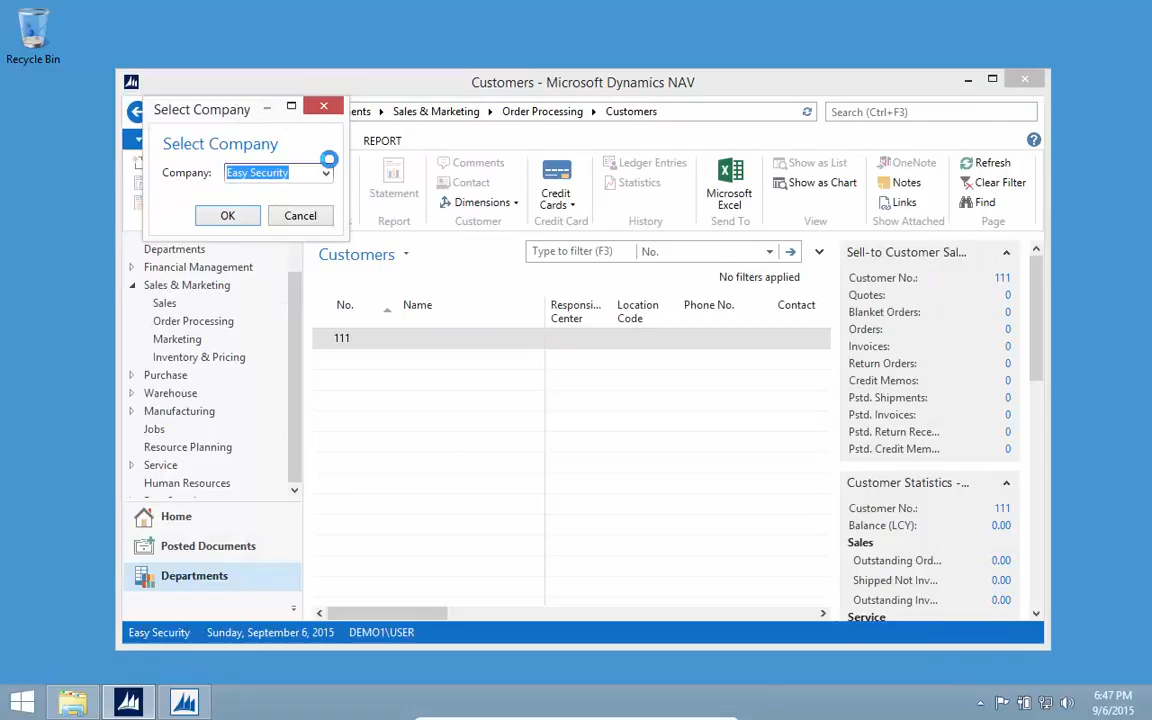 Recycle Bin
Customers - Microsoft Dynamics NAV
Select Company
ents ▸ Sales & Marketing ▸ Order Processing ▸ Customers
Search (Ctrl+F3)
Select Company
Company: Easy Security
OK Cancel
REPORT
Statement
Report
Comments
Contact
Dimensions
Customer
Credit
Cards
Credit Card
Ledger Entries
Statistics
History
Microsoft
Excel
Send To
Show as List
Show as Chart
View
OneNote
Notes
Links
Show Attached
Refresh
Clear Filter
Find
Page
Departments
Financial Management
Sales & Marketing
Sales
Order Processing
Marketing
Inventory & Pricing
Purchase
Warehouse
Manufacturing
Jobs
Resource Planning
Service
Human Resources
Home
Posted Documents
Departments
Customers
Type to filter (F3) No.
No filters applied
No. Name Responsi... Location Phone No. Contact
Center Code
111
Sell-to Customer Sal...
Customer No.: 111
Quotes: 0
Blanket Orders: 0
Orders: 0
Invoices: 0
Return Orders: 0
Credit Memos: 0
Pstd. Shipments: 0
Pstd. Invoices: 0
Pstd. Return Rece... 0
Pstd. Credit Mem... 0
Customer Statistics -...
Customer No.: 111
Balance (LCY): 0.00
Sales
Outstanding Ord... 0.00
Shipped Not Inv... 0.00
Outstanding Inv... 0.00
Service
Easy Security Sunday, September 6, 2015 DEMO1\USER
6:47 PM
9/6/2015